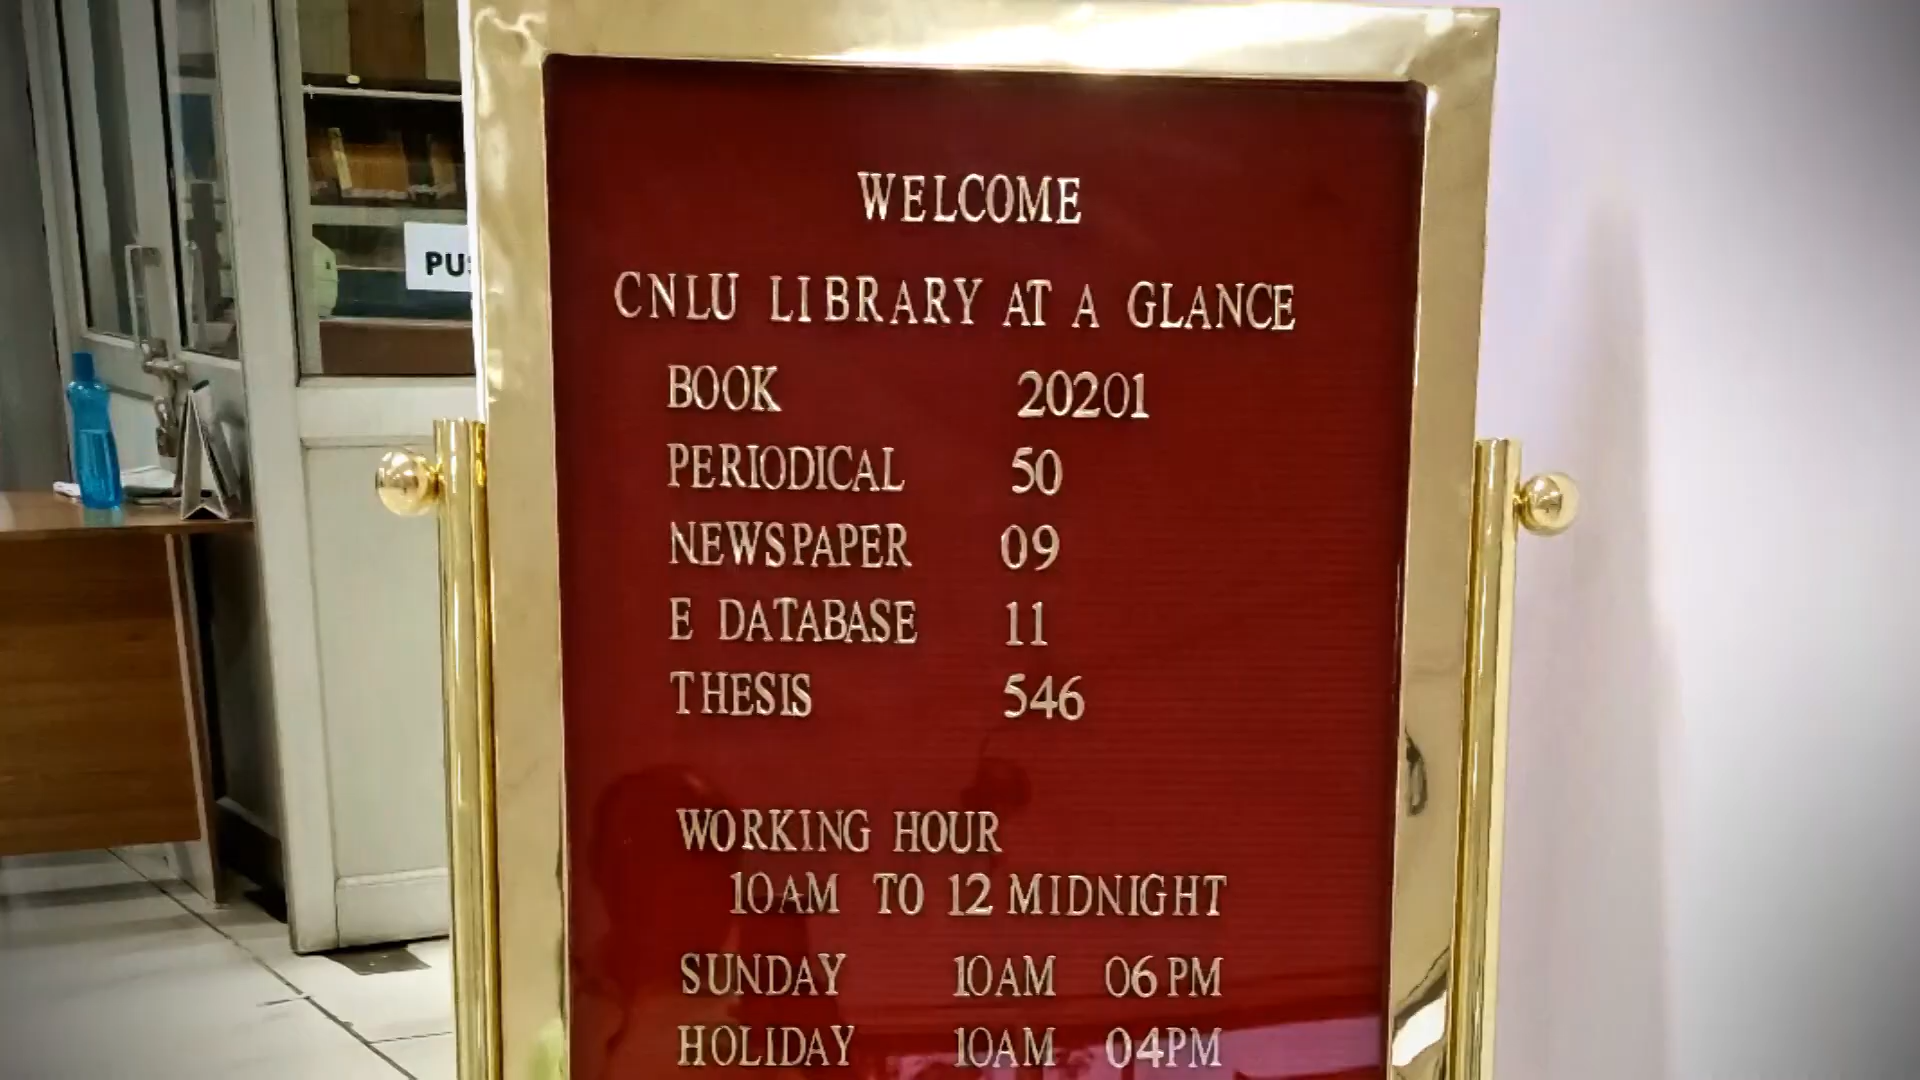 PU
WELCOME
CNLU LIBRARY AT A GLANCE
BOOK 20201
PERIODICAL 50
NEWSPAPER 09
E DATABASE 11
THESIS 546
WORKING HOUR
10AM TO 12 MIDNIGHT
SUNDAY 10AM 06 PM
HOLIDAY 10AM 04PM